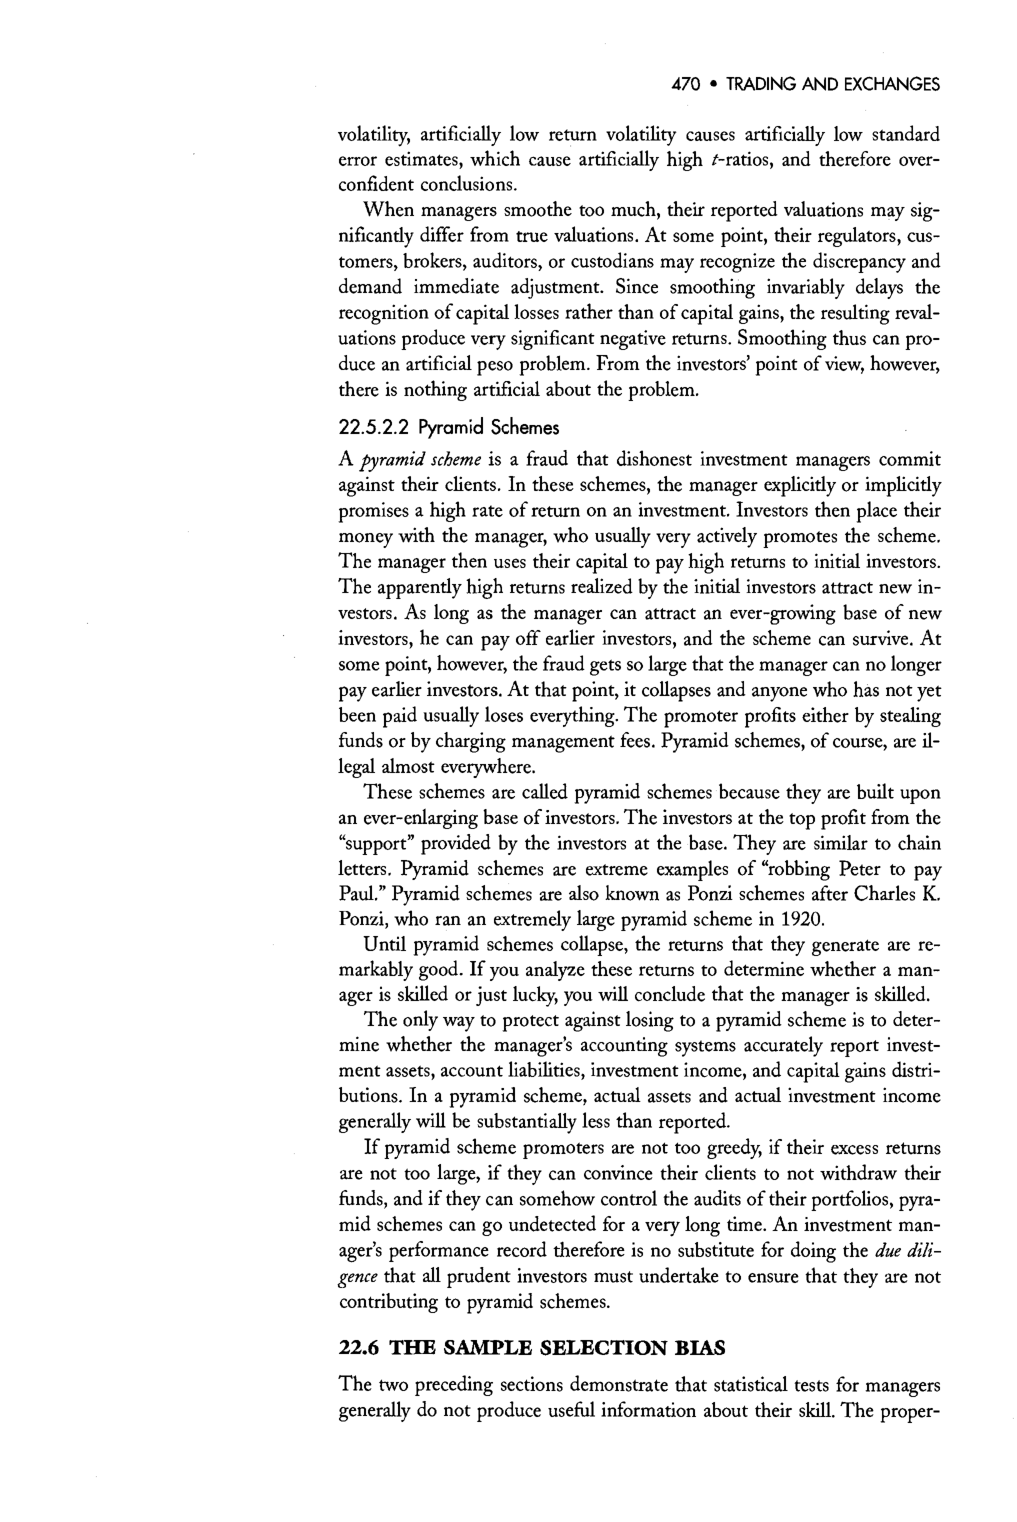 470 • TRADING AND EXCHANGES
volatility, artificially low return volatility causes artificially low standard
error estimates, which cause artificially high t-ratios, and therefore over-
confident conclusions.
When managers smoothe too much, their reported valuations may sig-
nificantly differ from true valuations. At some point, their regulators, cus-
tomers, brokers, auditors, or custodians may recognize the discrepancy and
demand immediate adjustment. Since smoothing invariably delays the
recognition of capital losses rather than of capital gains, the resulting reval-
uations produce very significant negative returns. Smoothing thus can pro-
duce an artificial peso problem. From the investors' point of view, however,
there is nothing artificial about the problem.
22.5.2.2 Pyramid Schemes
A pyramid scheme is a fraud that dishonest investment managers commit
against their clients. In these schemes, the manager explicitly or implicitly
promises a high rate of return on an investment. Investors then place their
money with the manager, who usually very actively promotes the scheme.
The manager then uses their capital to pay high returns to initial investors.
The apparently high returns realized by the initial investors attract new in-
vestors. As long as the manager can attract an ever-growing base of new
investors, he can pay off earlier investors, and the scheme can survive. At
some point, however, the fraud gets so large that the manager can no longer
pay earlier investors. At that point, it collapses and anyone who has not yet
been paid usually loses everything. The promoter profits either by stealing
funds or by charging management fees. Pyramid schemes, of course, are il-
legal almost everywhere.
These schemes are called pyramid schemes because they are built upon
an ever-enlarging base of investors. The investors at the top profit from the
"support" provided by the investors at the base. They are similar to chain
letters. Pyramid schemes are extreme examples of "robbing Peter to pay
Paul." Pyramid schemes are also known as Ponzi schemes after Charles K.
Ponzi, who ran an extremely large pyramid scheme in 1920.
Until pyramid schemes collapse, the returns that they generate are re-
markably good. If you analyze these returns to determine whether a man-
ager is skilled or just lucky, you will conclude that the manager is skilled.
The only way to protect against losing to a pyramid scheme is to deter-
mine whether the manager's accounting systems accurately report invest-
ment assets, account liabilities, investment income, and capital gains distri-
butions. In a pyramid scheme, actual assets and actual investment income
generally will be substantially less than reported.
If pyramid scheme promoters are not too greedy, if their excess returns
are not too large, if they can convince their clients to not withdraw their
funds, and if they can somehow control the audits of their portfolios, pyra-
mid schemes can go undetected for a very long time. An investment man-
ager's performance record therefore is no substitute for doing the due dili-
gence that all prudent investors must undertake to ensure that they are not
contributing to pyramid schemes.
22.6 THE SAMPLE SELECTION BIAS
The two preceding sections demonstrate that statistical tests for managers
generally do not produce useful information about their skill. The proper-